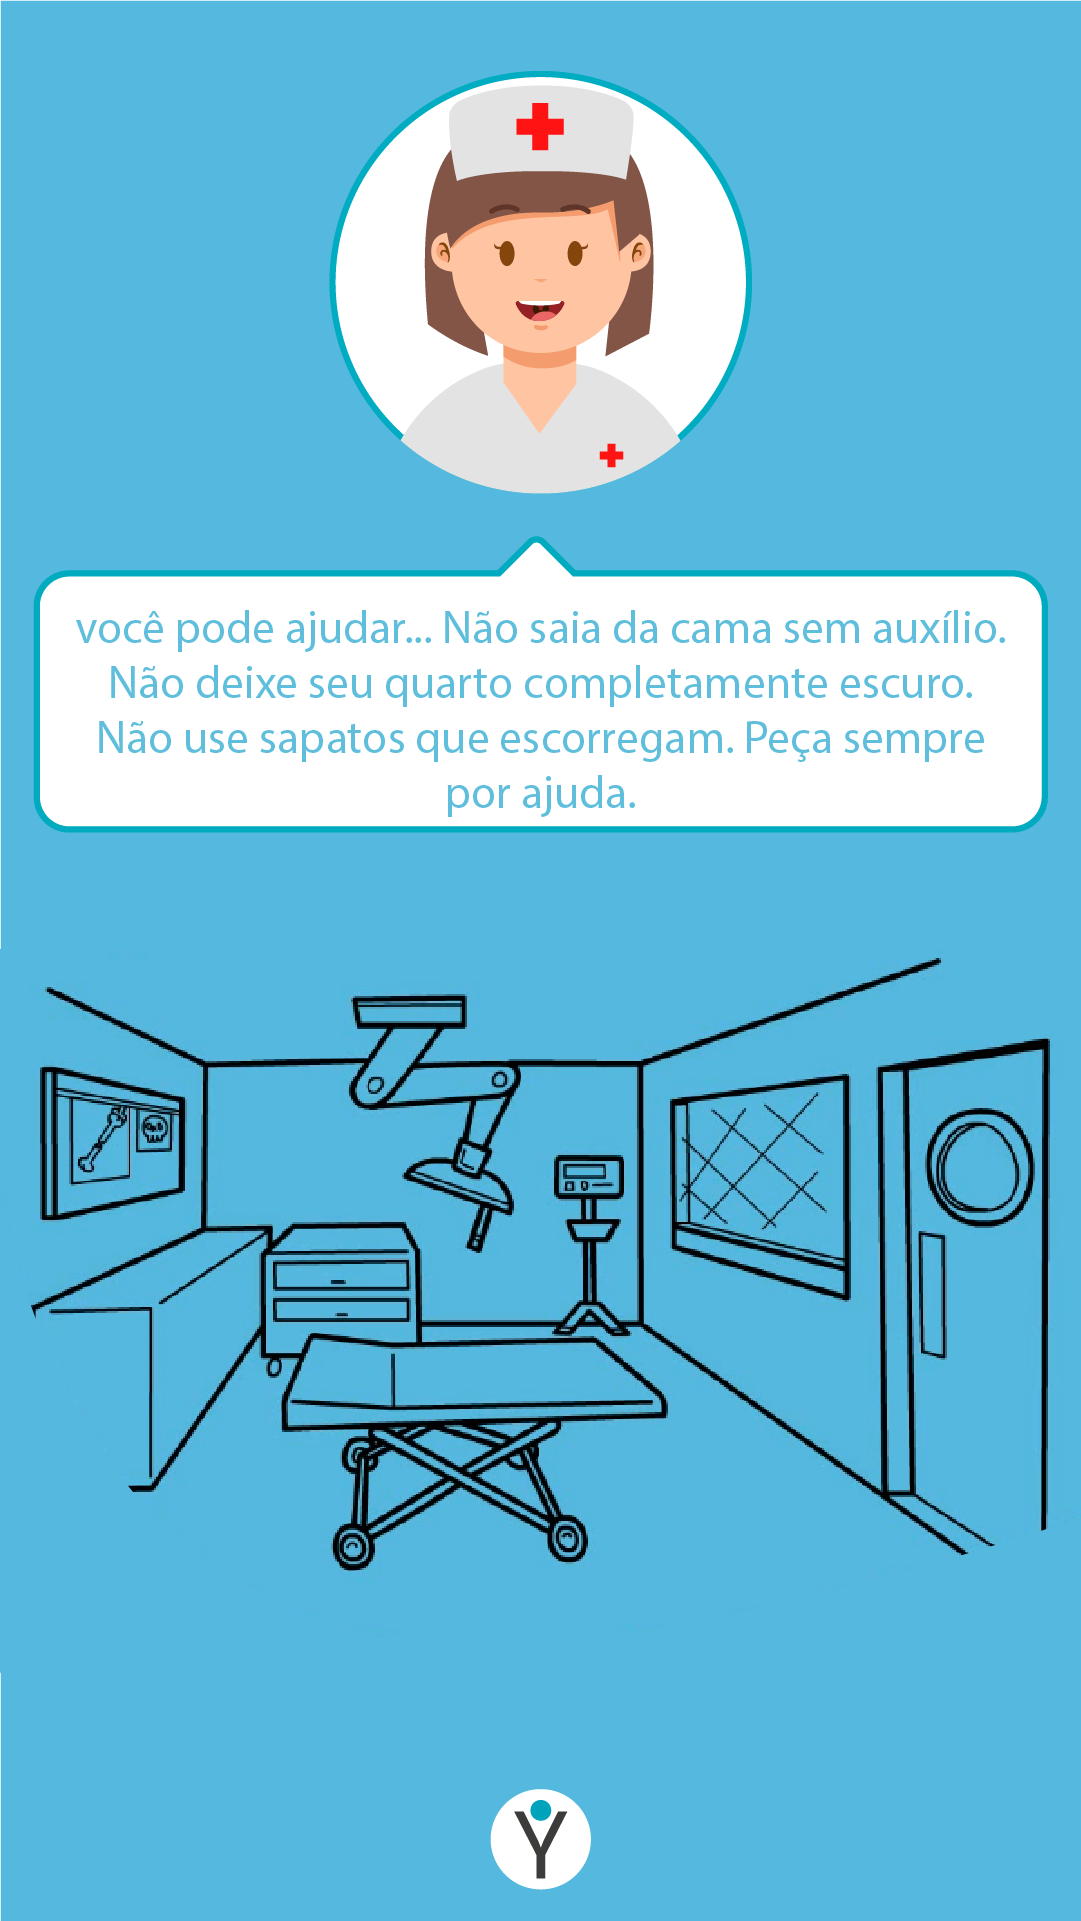 você pode ajudar... Não saia da cama sem auxílio.
Não deixe seu quarto completamente escuro.
Não use sapatos que escorregam. Peça sempre
por ajuda.